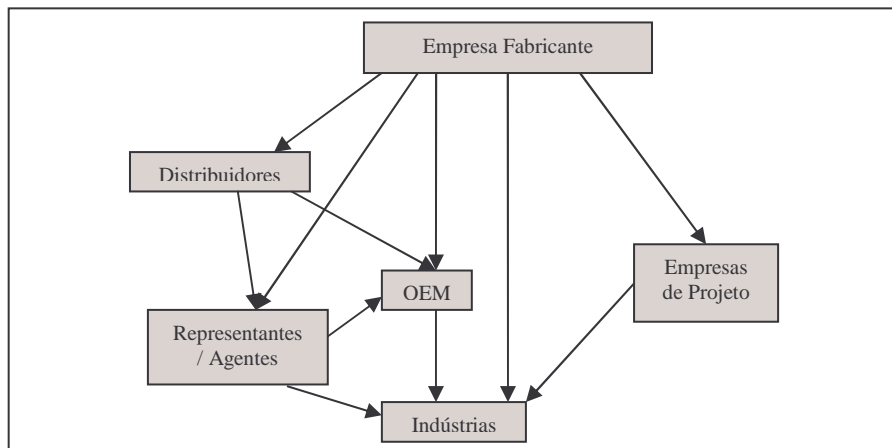 Empresa Fabricante
Distribuidores
OEM
Empresas
de Projeto
Representantes
/ Agentes
Indústrias